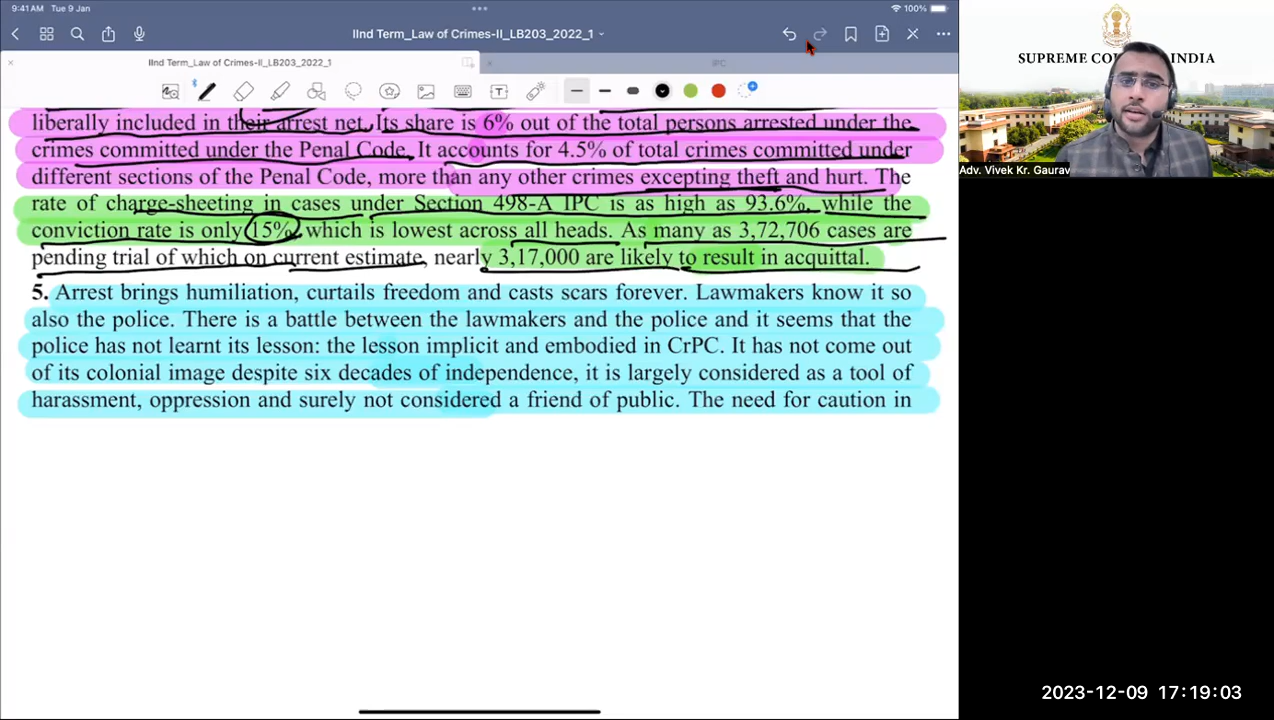 9:41 AM Tue 9 Jan
100%
IInd Term_Law of Crimes-II_LB203_2022_1
IInd Term_Law of Crimes-II_LB203_2022_1
IPC
T
liberally included in their arrest net. Its share is 6% out of the total persons arrested under the
crimes committed under the Penal Code. It accounts for 4.5% of total crimes committed under
different sections of the Penal Code, more than any other crimes excepting theft and hurt. The
rate of charge-sheeting in cases under Section 498-A IPC is as high as 93.6%, while the
conviction rate is only 15%, which is lowest across all heads. As many as 3,72,706 cases are
pending trial of which on current estimate, nearly 3,17,000 are likely to result in acquittal.
5. Arrest brings humiliation, curtails freedom and casts scars forever. Lawmakers know it so
also the police. There is a battle between the lawmakers and the police and it seems that the
police has not learnt its lesson: the lesson implicit and embodied in CrPC. It has not come out
of its colonial image despite six decades of independence, it is largely considered as a tool of
harassment, oppression and surely not considered a friend of public. The need for caution in
Adv. Vivek Kr. Gaurav
2023-12-09 17:19:03